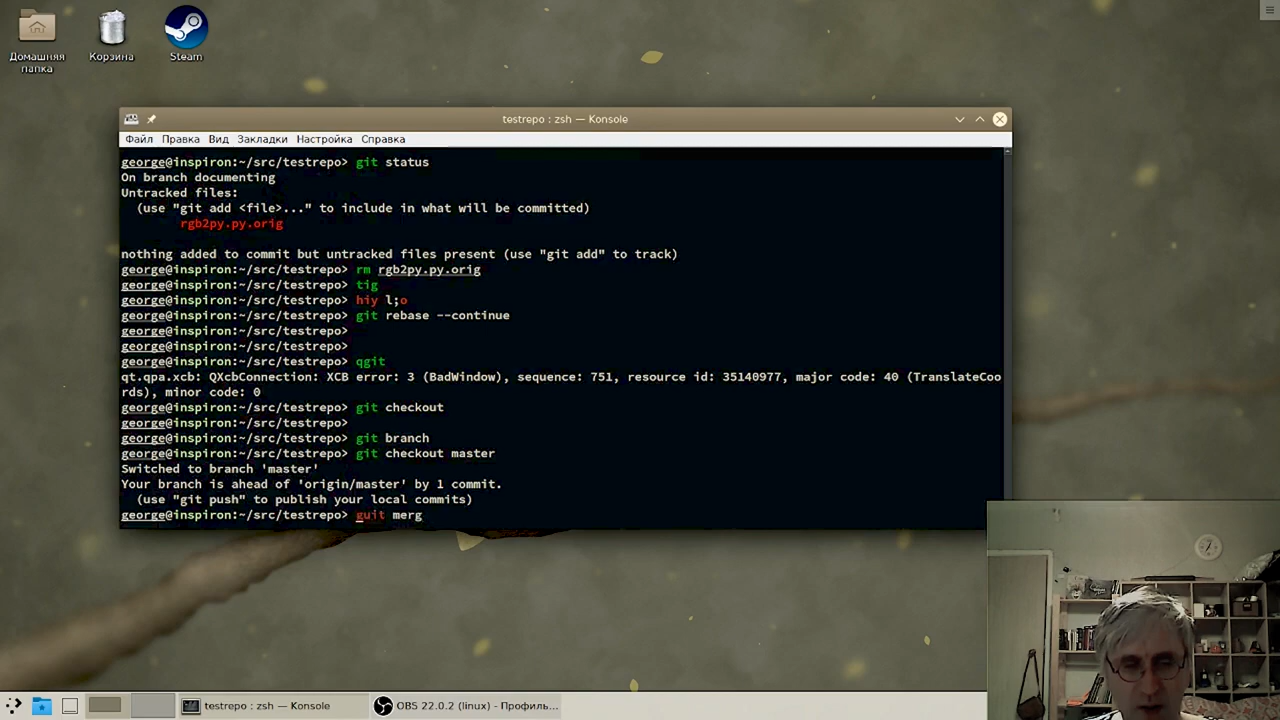 Домашняя
папка
Корзина
Steam
testrepo : zsh — Konsole
Файл Правка Вид Закладки Настройка Справка
george@inspiron:~/src/testrepo> git status
On branch documenting
Untracked files:
(use "git add <file>..." to include in what will be committed)
rgb2py.py.orig
nothing added to commit but untracked files present (use "git add" to track)
george@inspiron:~/src/testrepo> rm rgb2py.py.orig
george@inspiron:~/src/testrepo> tig
george@inspiron:~/src/testrepo> hiy l;o
george@inspiron:~/src/testrepo> git rebase --continue
george@inspiron:~/src/testrepo>
george@inspiron:~/src/testrepo>
george@inspiron:~/src/testrepo> qgit
qt.qpa.xcb: QXcbConnection: XCB error: 3 (BadWindow), sequence: 751, resource id: 35140977, major code: 40 (TranslateCoo
rds), minor code: 0
george@inspiron:~/src/testrepo> git checkout
george@inspiron:~/src/testrepo>
george@inspiron:~/src/testrepo> git branch
george@inspiron:~/src/testrepo> git checkout master
Switched to branch 'master'
Your branch is ahead of 'origin/master' by 1 commit.
(use "git push" to publish your local commits)
george@inspiron:~/src/testrepo> guit merg
testrepo : zsh — Konsole
OBS 22.0.2 (linux) - Профиль...